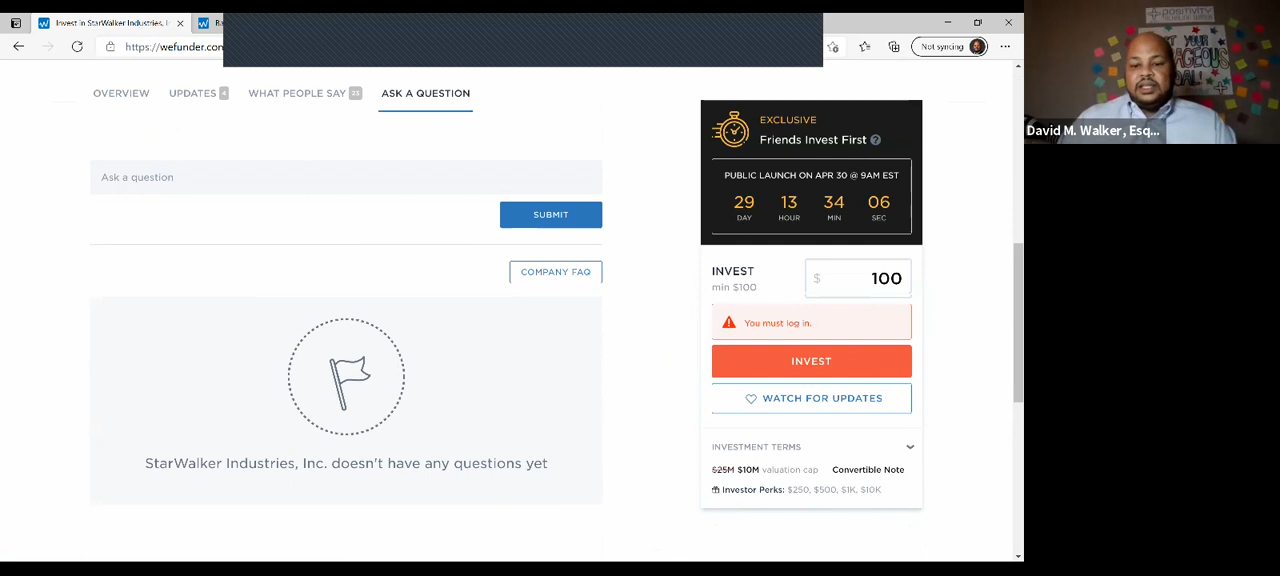 Invest in StarWalker Industries, I
https://wefunder.com
Not syncing
OVERVIEW
UPDATES 4
WHAT PEOPLE SAY 23
ASK A QUESTION
Ask a question
SUBMIT
COMPANY FAQ
StarWalker Industries, Inc. doesn't have any questions yet
EXCLUSIVE
Friends Invest First ?
PUBLIC LAUNCH ON APR 30 @ 9AM EST
29 13 34 06
DAY HOUR MIN SEC
INVEST
min $100
$ 100
You must log in.
INVEST
WATCH FOR UPDATES
INVESTMENT TERMS
$25M $10M valuation cap Convertible Note
Investor Perks: $250, $500, $1K, $10K
positivity
YOUR
David M. Walker, Esq...